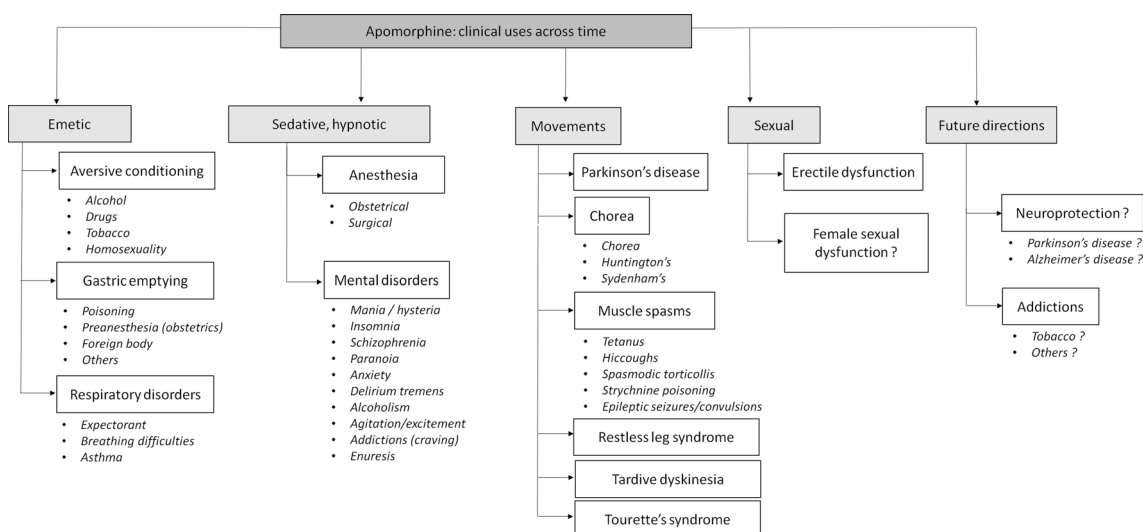 Apomorphine: clinical uses across time
Emetic
Aversive conditioning
• Alcohol
• Drugs
• Tobacco
• Homosexuality
Gastric emptying
• Poisoning
• Preanesthesia (obstetrics)
• Foreign body
• Others
Respiratory disorders
• Expectorant
• Breathing difficulties
• Asthma
Sedative, hypnotic
Anesthesia
• Obstetrical
• Surgical
Mental disorders
• Mania / hysteria
• Insomnia
• Schizophrenia
• Paranoia
• Anxiety
• Delirium tremens
• Alcoholism
• Agitation/excitement
• Addictions (craving)
• Enuresis
Movements
Parkinson's disease
Chorea
• Chorea
• Huntington's
• Sydenham's
Muscle spasms
• Tetanus
• Hiccoughs
• Spasmodic torticollis
• Strychnine poisoning
• Epileptic seizures/convulsions
Restless leg syndrome
Tardive dyskinesia
Tourette's syndrome
Sexual
Erectile dysfunction
Female sexual
dysfunction ?
Future directions
Neuroprotection ?
• Parkinson's disease ?
• Alzheimer's disease ?
Addictions
• Tobacco ?
• Others ?